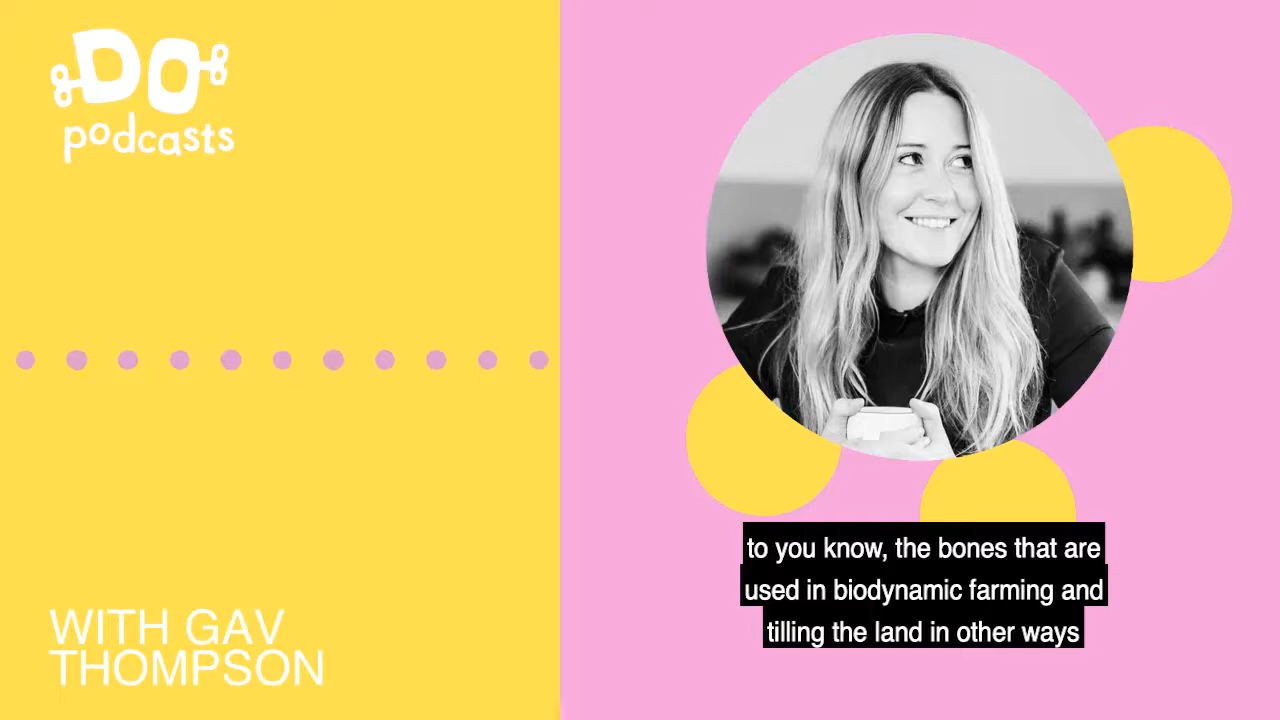 DO
podcasts
WITH GAV
THOMPSON
to you know, the bones that are
used in biodynamic farming and
tilling the land in other ways